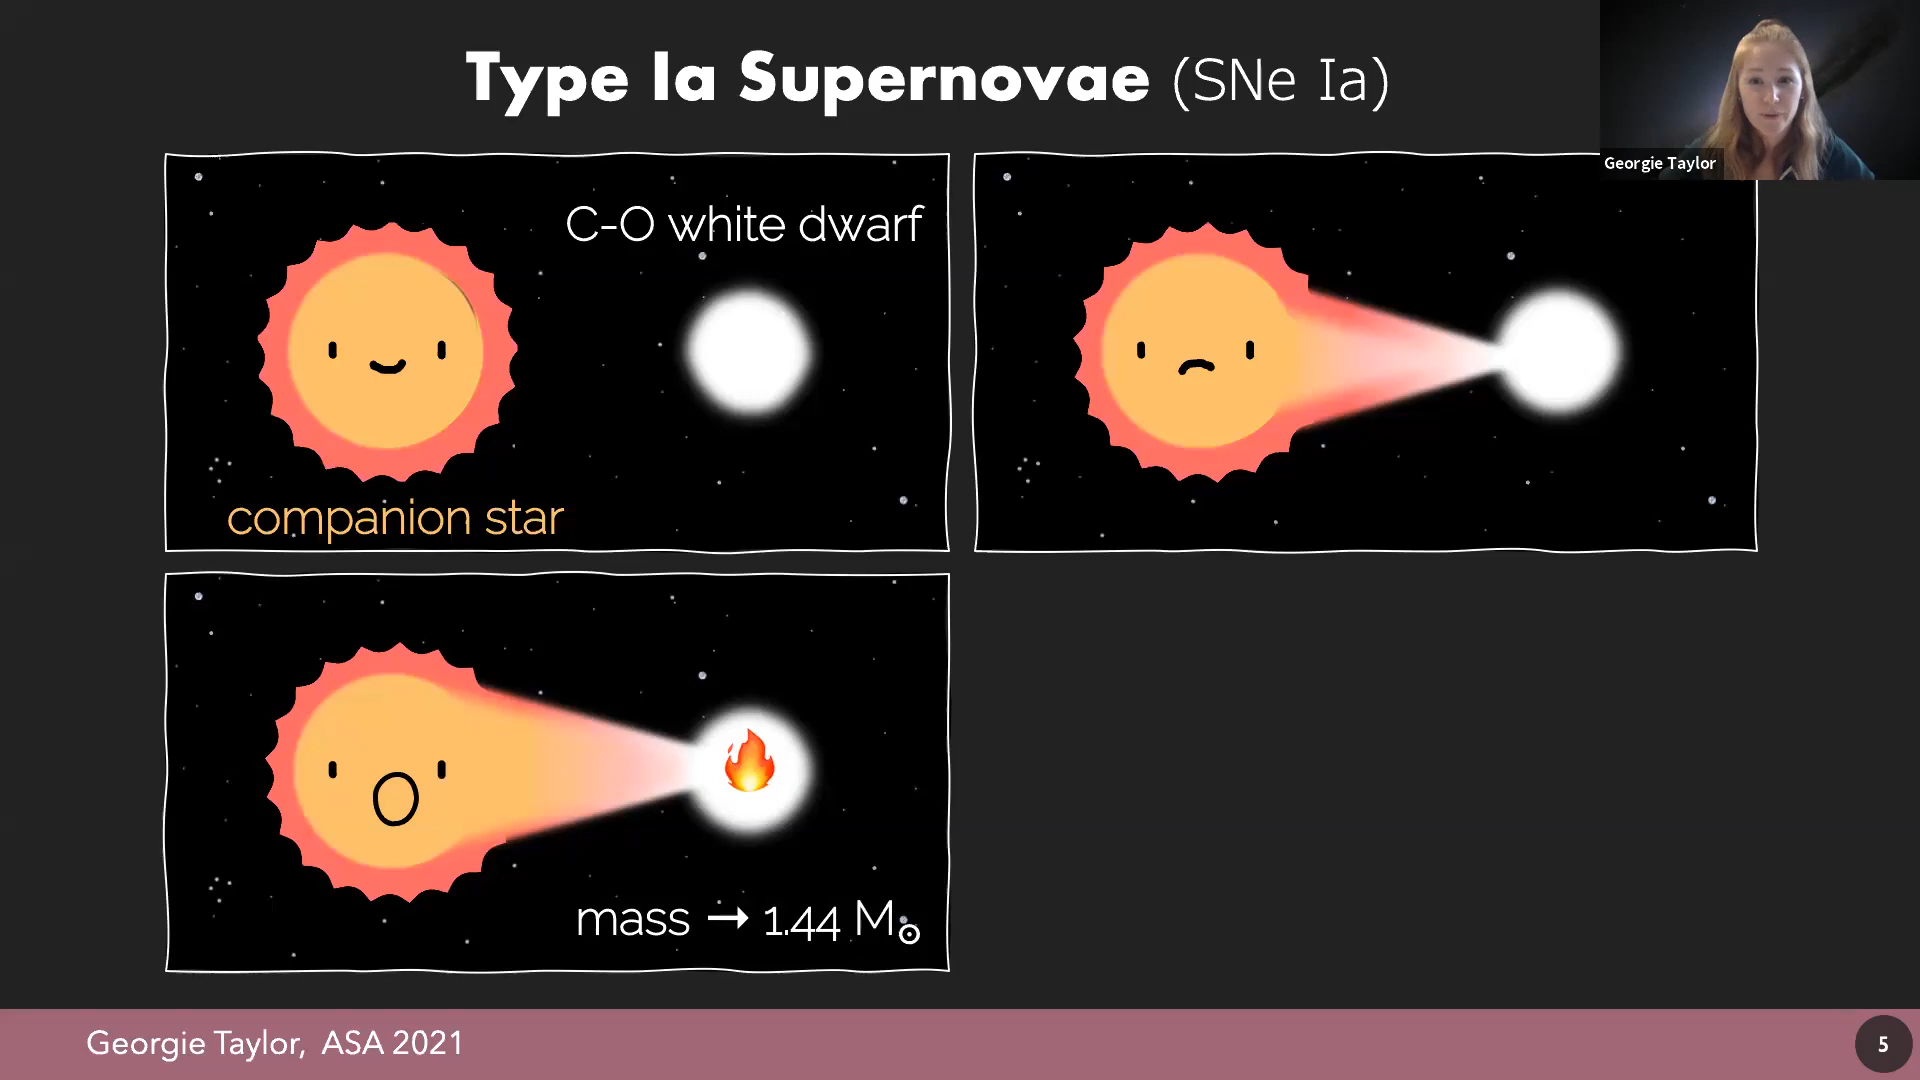 Type Ia Supernovae (SNe Ia)
Georgie Taylor
C-O white dwarf
companion star
mass → 1.44 M☉
Georgie Taylor, ASA 2021
5